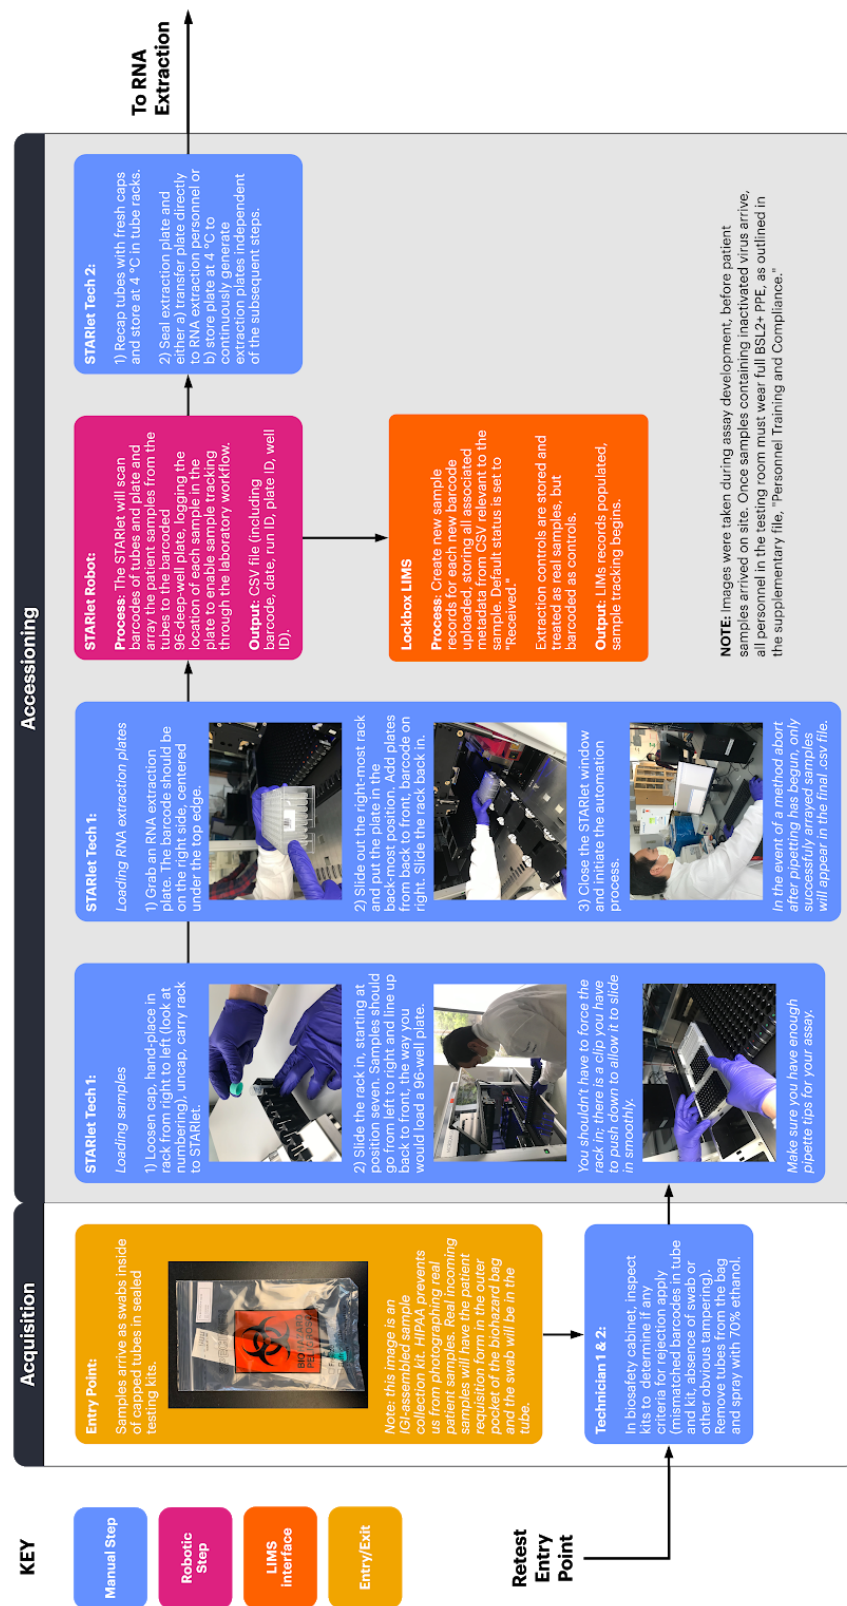 KEY
Manual Step
Robotic
Step
LIMS
interface
Entry/Exit
Retest
Entry
Point
Acquisition
Entry Point:
Samples arrive as swabs inside
of capped tubes in sealed
testing kits.
BIOHAZARD
Note: this image is an
IGI-assembled sample
collection kit. HIPAA prevents
us from photographing real
patient samples. Real incoming
samples will have the patient
requisition form in the outer
pocket of the biohazard bag
and the swab will be in the
tube.
Technician 1 & 2:
In biosafety cabinet, inspect
kits to determine if any
criteria for rejection apply
(mismatched barcodes in tube
and kit, absence of swab or
other obvious tampering).
Remove tubes from the bag
and spray with 70% ethanol.
Accessioning
STARlet Tech 1:
Loading samples
1) Loosen cap, hand-place in
rack from right to left (look at
numbering), uncap, carry rack
to STARlet.
2) Slide the rack in, starting at
position seven. Samples should
go from left to right and line up
back to front, the way you
would load a 96-well plate.
You shouldn't have to force the
rack in: there is a clip you have
to push down to allow it to slide
in smoothly.
Make sure you have enough
pipette tips for your assay.
STARlet Tech 1:
Loading RNA extraction plates
1) Grab an RNA extraction
plate. The barcode should be
on the right side, centered
under the top edge.
2) Slide out the right-most rack
and put the plate in the
back-most position. Add plates
from back to front, barcode on
right. Slide the rack back in.
3) Close the STARlet window
and initiate the automation
process.
In the event of a method abort
after pipetting has begun, only
successfully arrayed samples
will appear in the final .csv file.
STARlet Robot:
Process: The STARlet will scan
barcodes of tubes and plate and
array the patient samples from the
tubes to the barcoded
96-deep-well plate, logging the
location of each sample in the
plate to enable sample tracking
through the laboratory workflow.
Output: CSV file (including
barcode, date, run ID, plate ID, well
ID).
Lockbox LIMS
Process: Create new sample
records for each new barcode
uploaded, storing all associated
metadata from CSV relevant to the
sample. Default status is set to
"Received."
Extraction controls are stored and
treated as real samples, but
barcoded as controls.
Output: LIMs records populated,
sample tracking begins.
STARlet Tech 2:
1) Recap tubes with fresh caps
and store at 4 °C in tube racks.
2) Seal extraction plate and
either a) transfer plate directly
to RNA extraction personnel or
b) store plate at 4 °C to
continuously generate
extraction plates independent
of the subsequent steps.
NOTE: Images were taken during assay development, before patient
samples arrived on site. Once samples containing inactivated virus arrive,
all personnel in the testing room must wear full BSL2+ PPE, as outlined in
the supplementary file, "Personnel Training and Compliance."
To RNA
Extraction